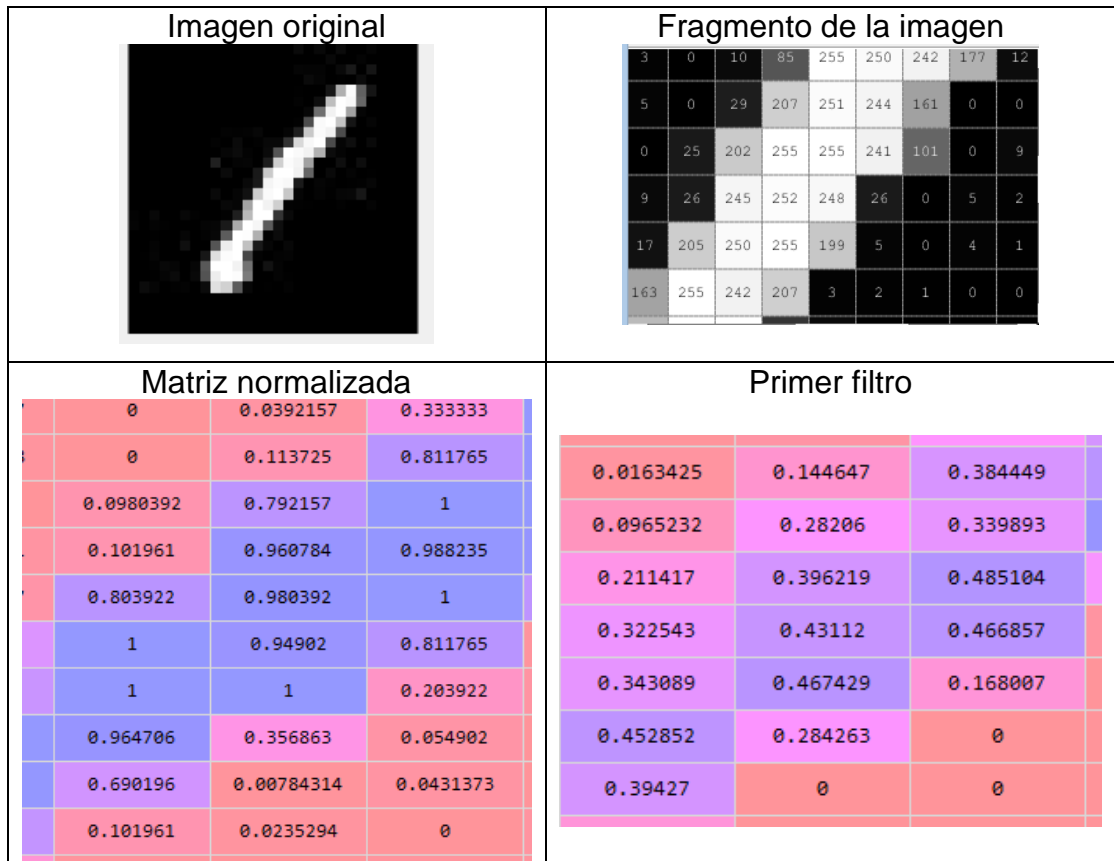 Imagen original
Fragmento de la imagen
3 0 10 85 255 250 242 177 12
5 0 29 207 251 244 161 0 0
0 25 202 255 255 241 101 0 9
9 26 245 252 248 26 0 5 2
17 205 250 255 199 5 0 4 1
163 255 242 207 3 2 1 0 0
Matriz normalizada
0 0.0392157 0.333333
0 0.113725 0.811765
0.0980392 0.792157 1
0.101961 0.960784 0.988235
0.803922 0.980392 1
1 0.94902 0.811765
1 1 0.203922
0.964706 0.356863 0.054902
0.690196 0.00784314 0.0431373
0.101961 0.0235294 0
Primer filtro
0.0163425 0.144647 0.384449
0.0965232 0.28206 0.339893
0.211417 0.396219 0.485104
0.322543 0.43112 0.466857
0.343089 0.467429 0.168007
0.452852 0.284263 0
0.39427 0 0